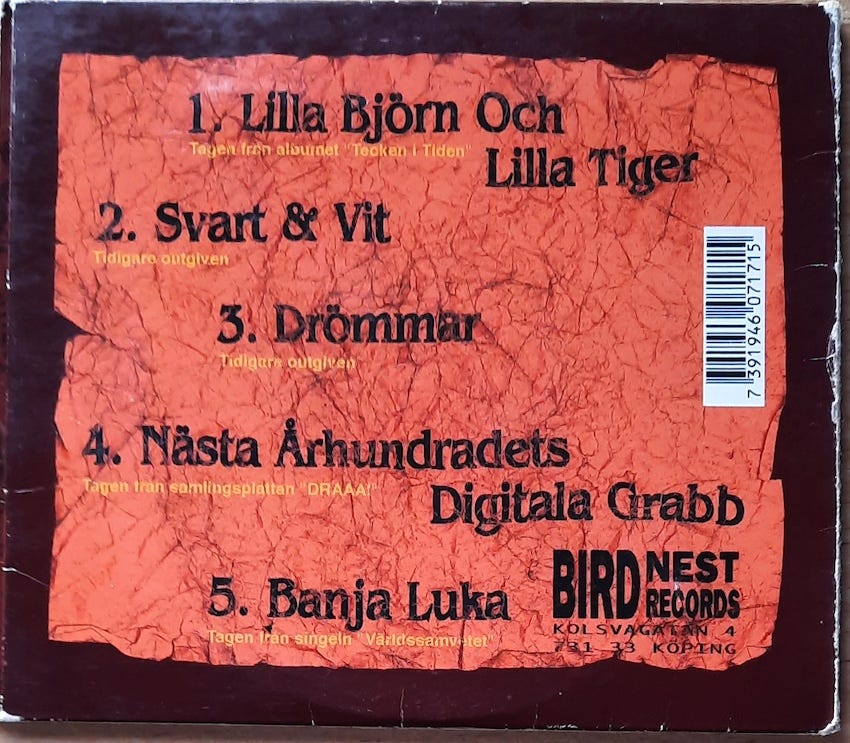 1. Lilla Björn Och
Tagen från albumet "Tecken i Tiden"
Lilla Tiger
2. Svart & Vit
Tidigare outgiven
3. Drömmar
Tidigare outgiven
4. Nästa Århundradets
Tagen från samlingsplattan "DRAAA!"
Digitala Grabb
5. Banja Luka
Tagen från singeln "Världssamvetet"
BIRD NEST
RECORDS
KOLSVAGATAN 4
731 33 KÖPING
7 391946 071715